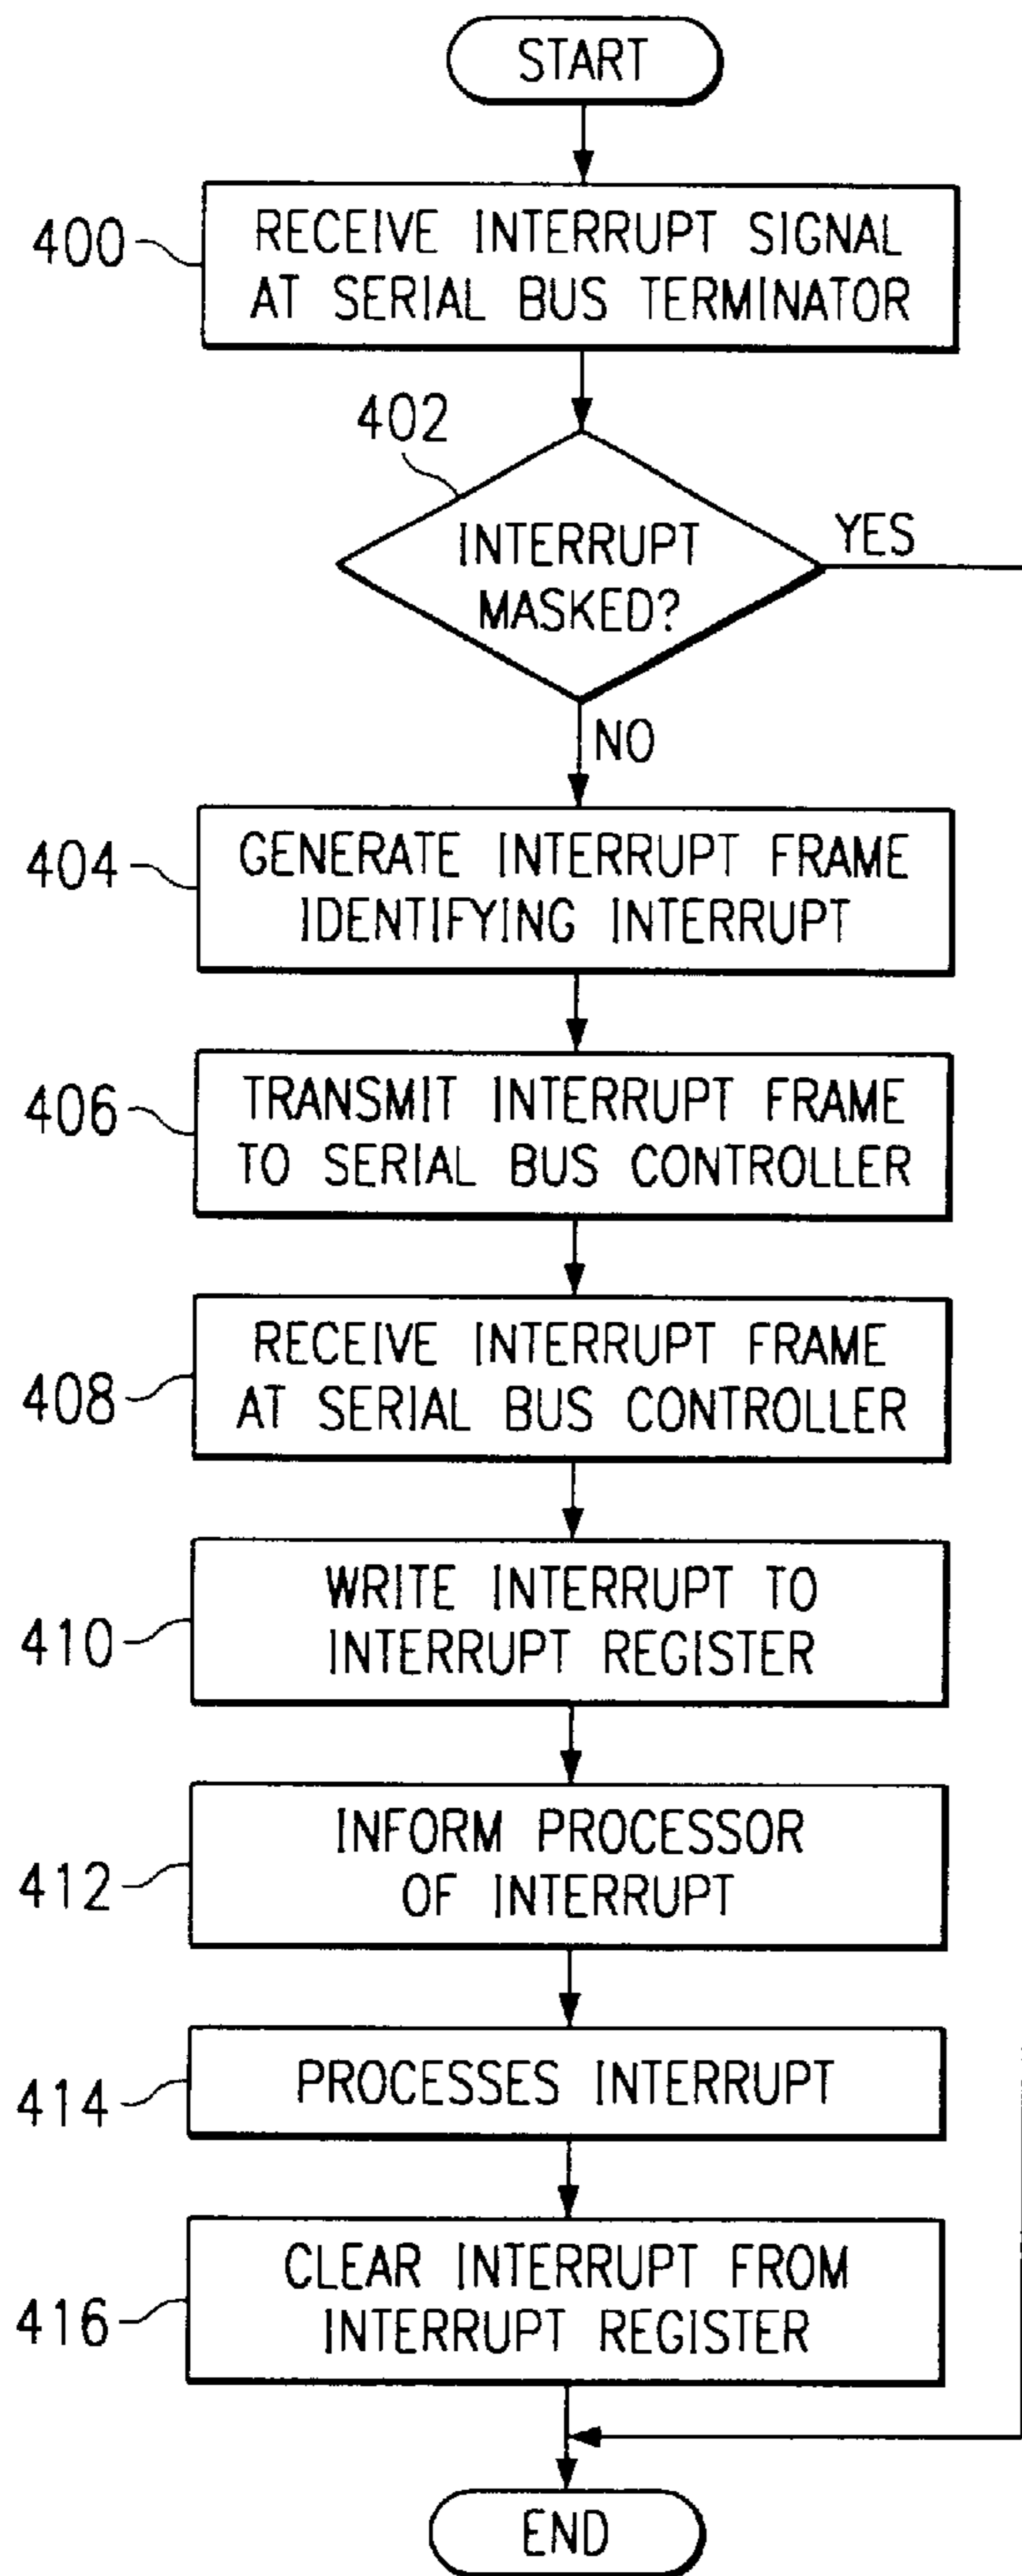 START
400
RECEIVE INTERRUPT SIGNAL
AT SERIAL BUS TERMINATOR
402
INTERRUPT
MASKED?
YES
NO
404
GENERATE INTERRUPT FRAME
IDENTIFYING INTERRUPT
406
TRANSMIT INTERRUPT FRAME
TO SERIAL BUS CONTROLLER
408
RECEIVE INTERRUPT FRAME
AT SERIAL BUS CONTROLLER
410
WRITE INTERRUPT TO
INTERRUPT REGISTER
412
INFORM PROCESSOR
OF INTERRUPT
414
PROCESSES INTERRUPT
416
CLEAR INTERRUPT FROM
INTERRUPT REGISTER
END